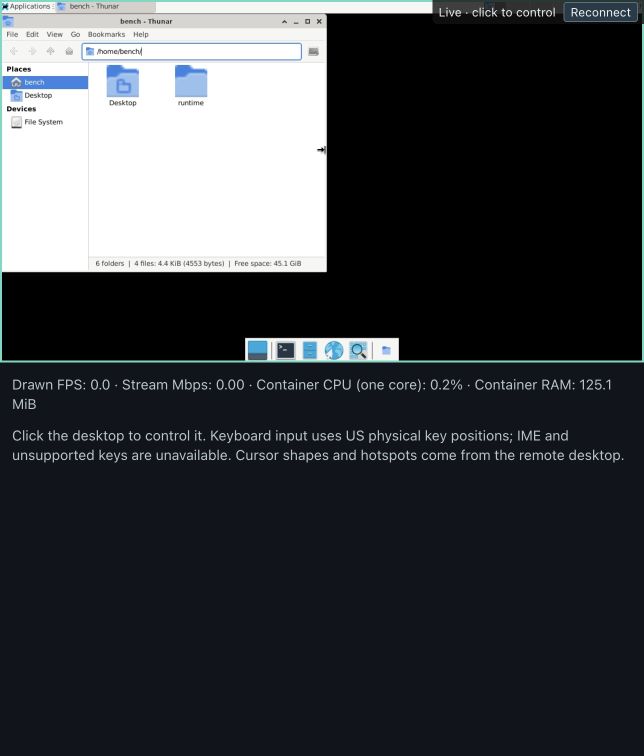 Applications : bench - Thunar
Live · click to control Reconnect
bench - Thunar
File Edit View Go Bookmarks Help
/home/bench/
Places
bench
Desktop
Devices
File System
Desktop
runtime
6 folders | 4 files: 4.4 KiB (4553 bytes) | Free space: 45.1 GiB
Drawn FPS: 0.0 · Stream Mbps: 0.00 · Container CPU (one core): 0.2% · Container RAM: 125.1
MiB
Click the desktop to control it. Keyboard input uses US physical key positions; IME and
unsupported keys are unavailable. Cursor shapes and hotspots come from the remote desktop.